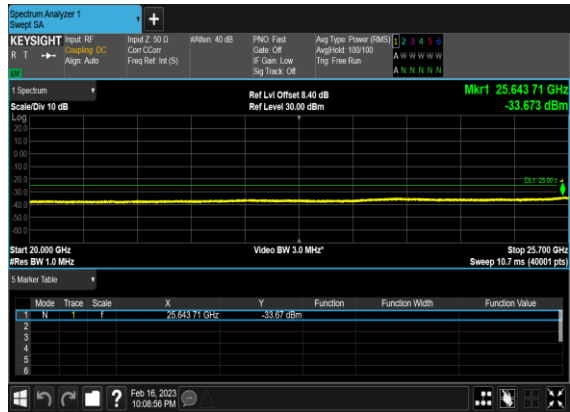 Spectrum Analyzer 1
Swept SA
+
KEYSIGHT Input: RF Input Z: 50 Ω #Atten: 40 dB PNO: Fast Avg Type: Power (RMS) 1 2 3 4 5 6
R T Coupling: DC Corr CCorr Gate: Off Avg|Hold: 100/100 A W W W W W
Align: Auto Freq Ref: Int (S) IF Gain: Low Trig: Free Run
LU Sig Track: Off A N N N N N
1 Spectrum Ref Lvl Offset 8.40 dB Mkr1 25.643 71 GHz
Scale/Div 10 dB Ref Level 30.00 dBm -33.673 dBm
Log
20.0
10.0
0.00
-10.0
-20.0
DL1 -25.00
-30.0
-40.0
-50.0
-60.0
Start 20.000 GHz Video BW 3.0 MHz* Stop 25.700 GHz
#Res BW 1.0 MHz Sweep 10.7 ms (40001 pts)
5 Marker Table
Mode Trace Scale X Y Function Function Width Function Value
1 N 1 f 25.643 71 GHz -33.67 dBm
2
3
4
5
6
? Feb 16, 2023
10:08:56 PM